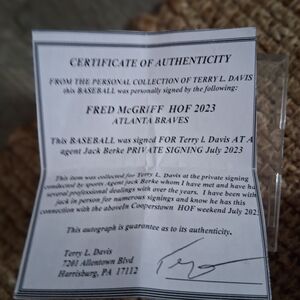 CERTIFICATE OF AUTHENTICITY
FROM THE PERSONAL COLLECTION OF TERRY L. DAVIS
this BASEBALL was personally signed by the following:
FRED McGRIFF HOF 2023
ATLANTA BRAVES
This BASEBALL was signed FOR Terry L Davis AT A
agent Jack Berke PRIVATE SIGNING July 2023
This item was collected for Terry L. Davis at the private signing
conducted by sports Agent jack Berke whom I have met and have had
several professional dealings with over the years. I have been with
jack in person for numerous signings and know he has this
connection with the aboveIn Cooperstown HOF weekend July 202
This autograph is guarantee as to its authenticity.
Terry L. Davis
7201 Allentown Blvd
Harrisburg, PA 17112